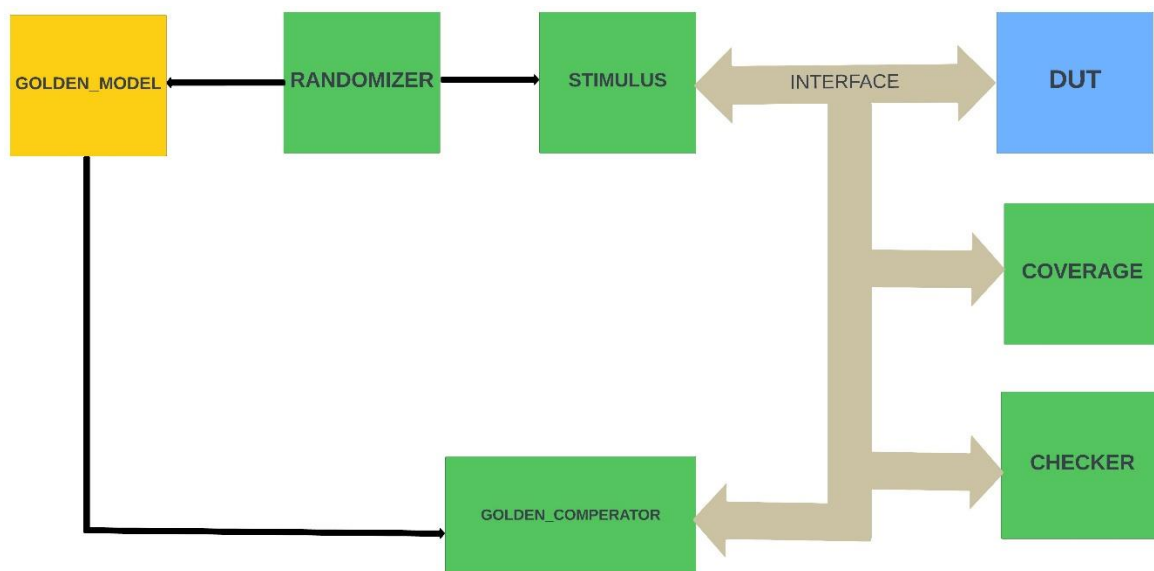 GOLDEN_MODEL
RANDOMIZER
STIMULUS
INTERFACE
DUT
COVERAGE
CHECKER
GOLDEN_COMPERATOR